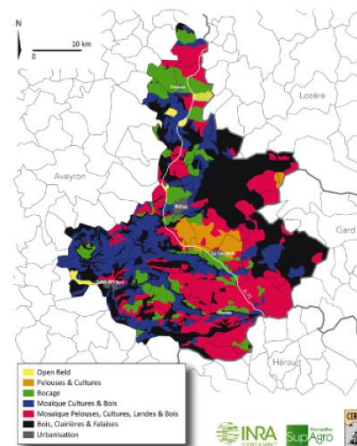 N
0 10 km
Lozère
Aveyron
Millau
Gard
Hérault
Open field
Pelouses & Cultures
Bocage
Mosaïque Cultures & Bois
Mosaïque Pelouses, Cultures, Landes & Bois
Bois, Clairières & Falaises
Urbanisation
INRA
SupAgro